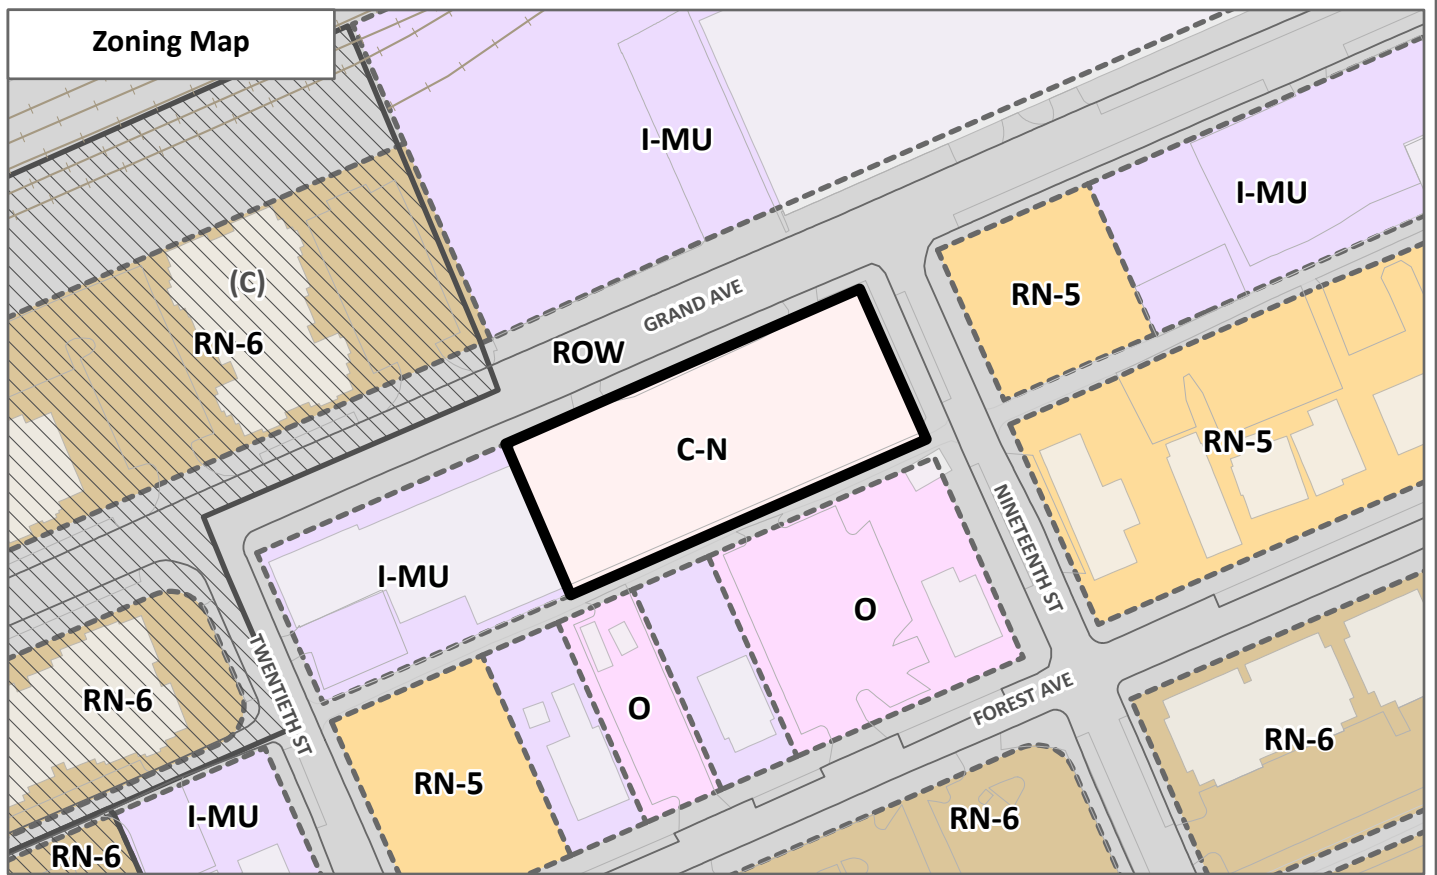 Zoning Map
I-MU
I-MU
(C)
RN-5
GRAND AVE
RN-6
ROW
C-N
RN-5
NINETEENTH ST
I-MU
O
TWENTIETH ST
RN-6
O
FOREST AVE
RN-6
RN-5
I-MU
RN-6
RN-6